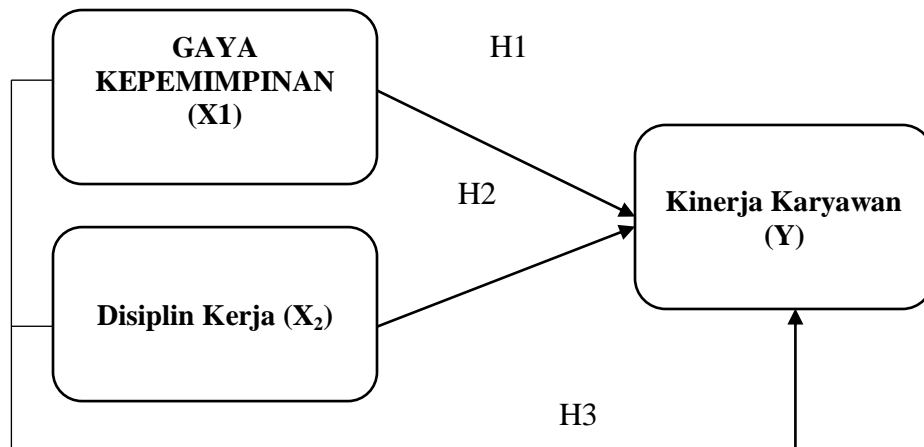 GAYA
KEPEMIMPINAN
(X1)
H1
H2
Kinerja Karyawan
(Y)
Disiplin Kerja (X₂)
H3